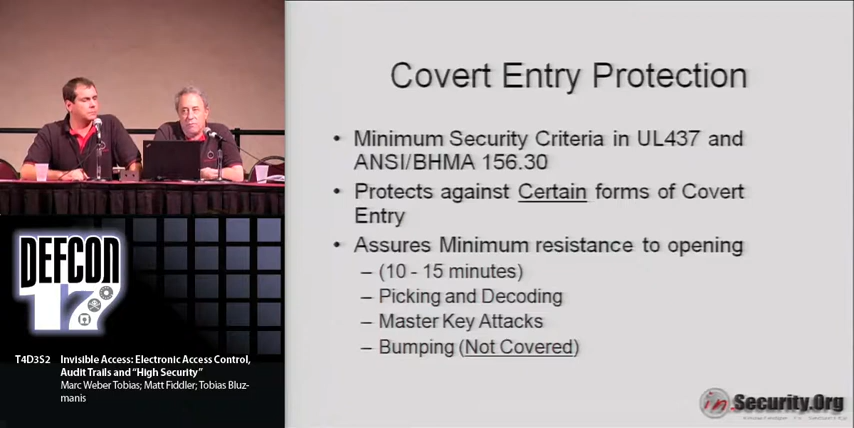 Covert Entry Protection
• Minimum Security Criteria in UL437 and
ANSI/BHMA 156.30
• Protects against Certain forms of Covert
Entry
• Assures Minimum resistance to opening
– (10 - 15 minutes)
– Picking and Decoding
– Master Key Attacks
– Bumping (Not Covered)
DEFCON
17
T4D3S2 Invisible Access: Electronic Access Control,
Audit Trails and “High Security”
Marc Weber Tobias; Matt Fiddler; Tobias Bluz-
manis
in.Security.Org